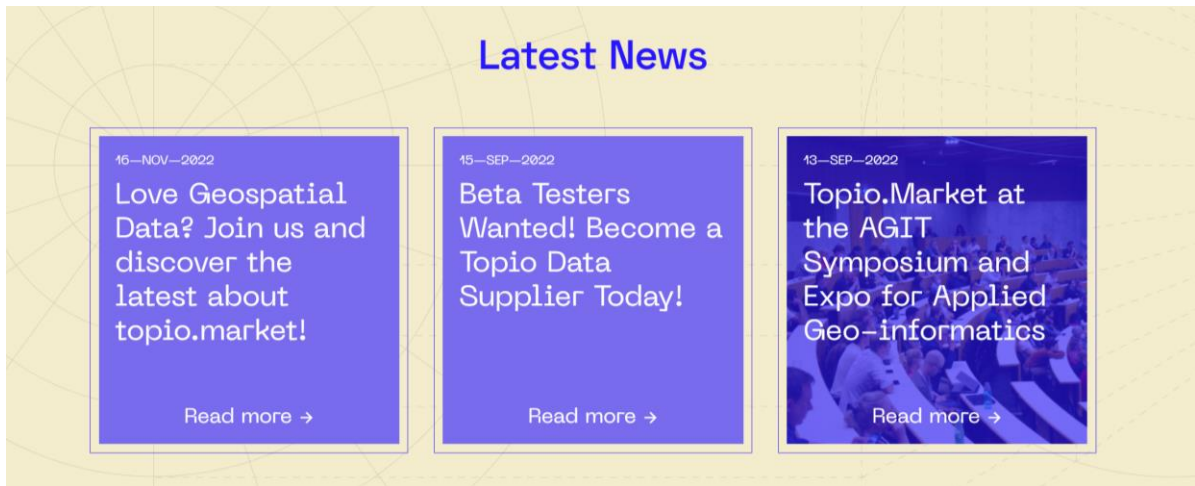 Latest News
16—NOV—2022
Love Geospatial
Data? Join us and
discover the
latest about
topio.market!
Read more →
15—SEP—2022
Beta Testers
Wanted! Become a
Topio Data
Supplier Today!
Read more →
13—SEP—2022
Topio.Market at
the AGIT
Symposium and
Expo for Applied
Geo-informatics
Read more →